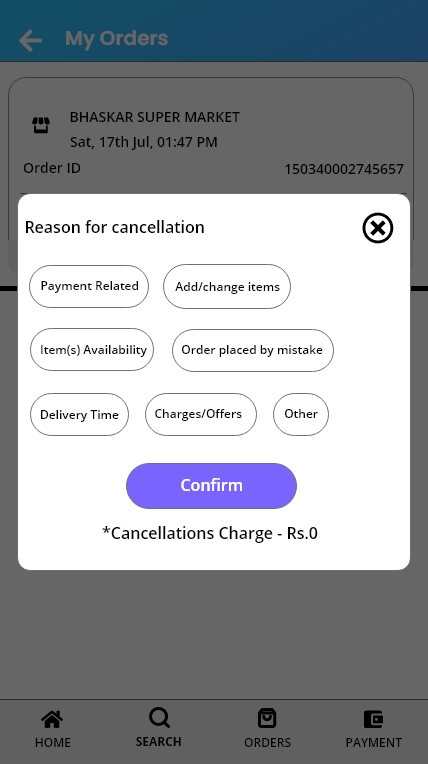 My Orders
BHASKAR SUPER MARKET
Sat, 17th Jul, 01:47 PM
Order ID 150340002745657
Reason for cancellation
Payment Related Add/change items
Item(s) Availability Order placed by mistake
Delivery Time Charges/Offers Other
Confirm
*Cancellations Charge - Rs.0
HOME SEARCH ORDERS PAYMENT